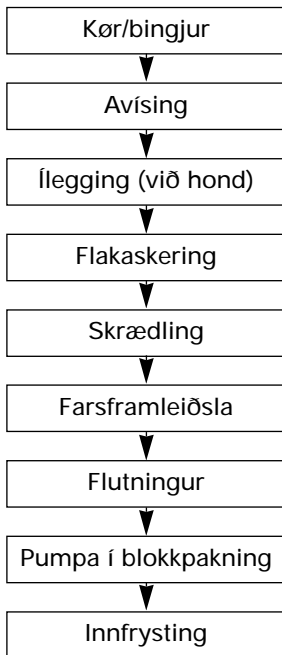 Kør/bingjur
Avísing
Ílegging (við hond)
Flakaskering
Skrædling
Farsframleiðsla
Flutningur
Pumpa í blokkpakning
Innfrysting